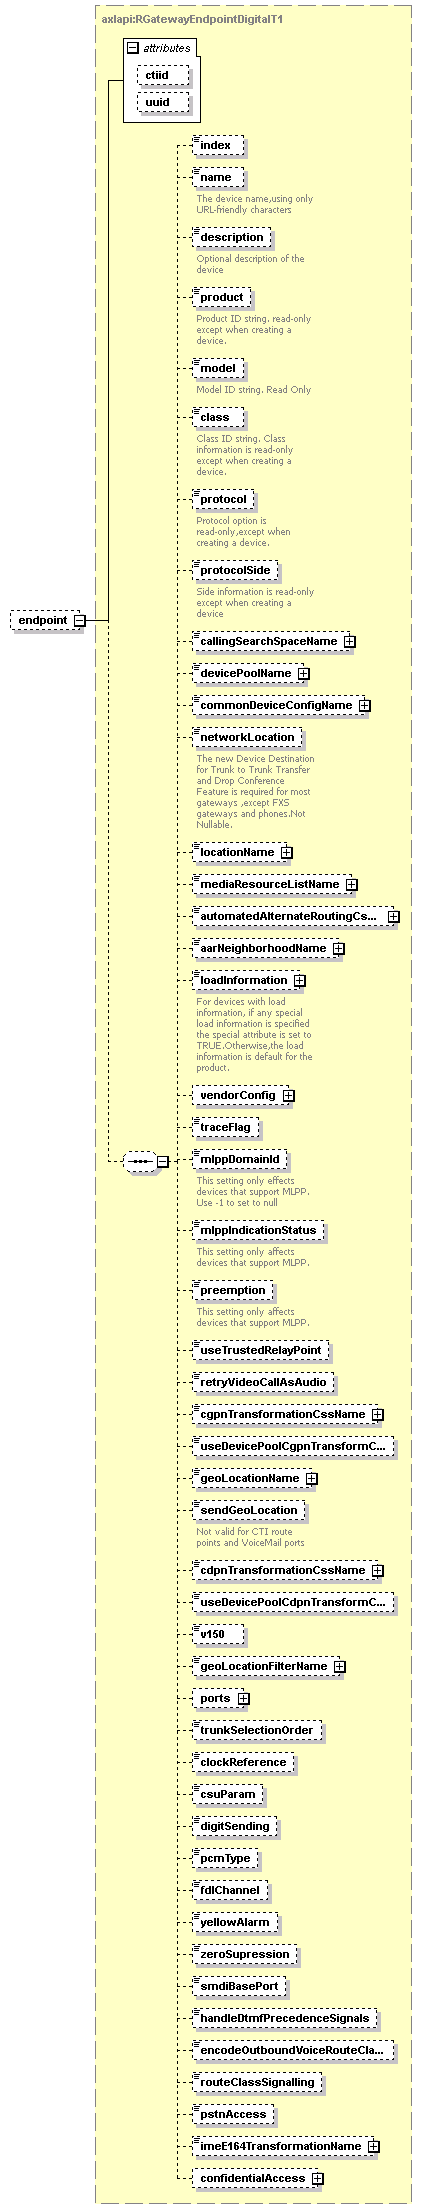 axlapi:RGatewayEndpointDigitalT1
attributes
ctiid
uuid
index
name
The device name,using only
URL-friendly characters
description
Optional description of the
device
product
Product ID string. read-only
except when creating a
device.
model
Model ID string. Read Only
class
Class ID string. Class
information is read-only
except when creating a
device.
protocol
Protocol option is
read-only,except when
creating a device.
protocolSide
Side information is read-only
except when creating a
device
endpoint
callingSearchSpaceName
devicePoolName
commonDeviceConfigName
networkLocation
The new Device Destination
for Trunk to Trunk Transfer
and Drop Conference
Feature is required for most
gateways ,except FXS
gateways and phones.Not
Nullable.
locationName
mediaResourceListName
automatedAlternateRoutingCs...
aarNeighborhoodName
loadInformation
For devices with load
information, if any special
load information is specified
the special attribute is set to
TRUE.Otherwise,the load
information is default for the
product.
vendorConfig
traceFlag
mlppDomainId
This setting only effects
devices that support MLPP.
Use -1 to set to null
mlppIndicationStatus
This setting only affects
devices that support MLPP.
preemption
This setting only affects
devices that support MLPP.
useTrustedRelayPoint
retryVideoCallAsAudio
cgpnTransformationCssName
useDevicePoolCgpnTransformC...
geoLocationName
sendGeoLocation
Not valid for CTI route
points and VoiceMail ports
cdpnTransformationCssName
useDevicePoolCdpnTransformC...
v150
geoLocationFilterName
ports
trunkSelectionOrder
clockReference
csuParam
digitSending
pcmType
fdlChannel
yellowAlarm
zeroSupression
smdiBasePort
handleDtmfPrecedenceSignals
encodeOutboundVoiceRouteCla...
routeClassSignalling
pstnAccess
imeE164TransformationName
confidentialAccess